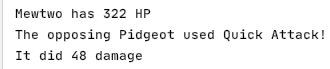 Mewtwo has 322 HP
The opposing Pidgeot used Quick Attack!
It did 48 damage